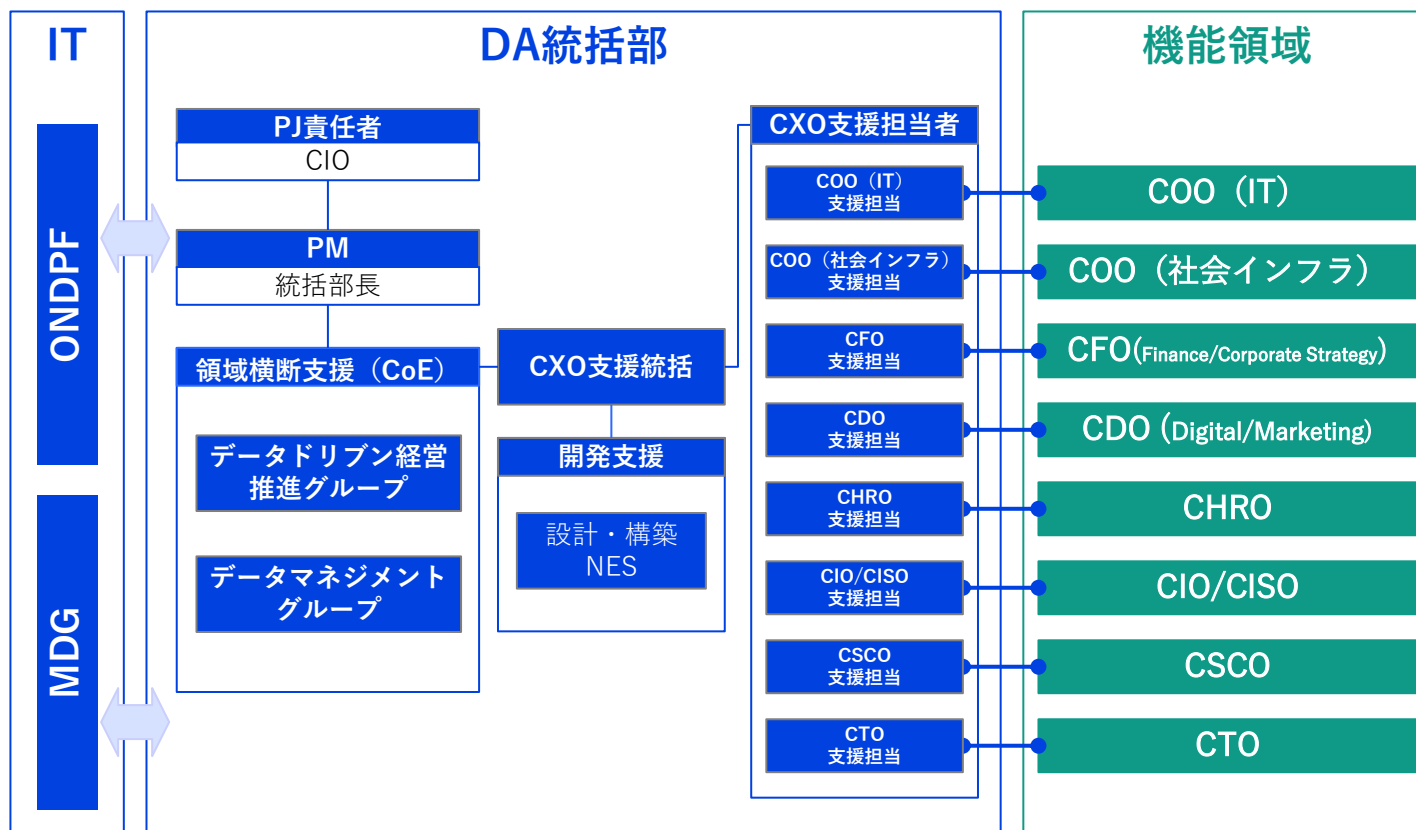 IT
ONDPF
MDG
DA統括部
PJ責任者
CIO
PM
統括部長
領域横断支援（CoE）
データドリブン経営
推進グループ
データマネジメント
グループ
CXO支援統括
開発支援
設計・構築
NES
CXO支援担当者
COO（IT）
支援担当
COO（社会インフラ）
支援担当
CFO
支援担当
CDO
支援担当
CHRO
支援担当
CIO/CISO
支援担当
CSCO
支援担当
CTO
支援担当
機能領域
COO（IT）
COO（社会インフラ）
CFO(Finance/Corporate Strategy)
CDO (Digital/Marketing)
CHRO
CIO/CISO
CSCO
CTO